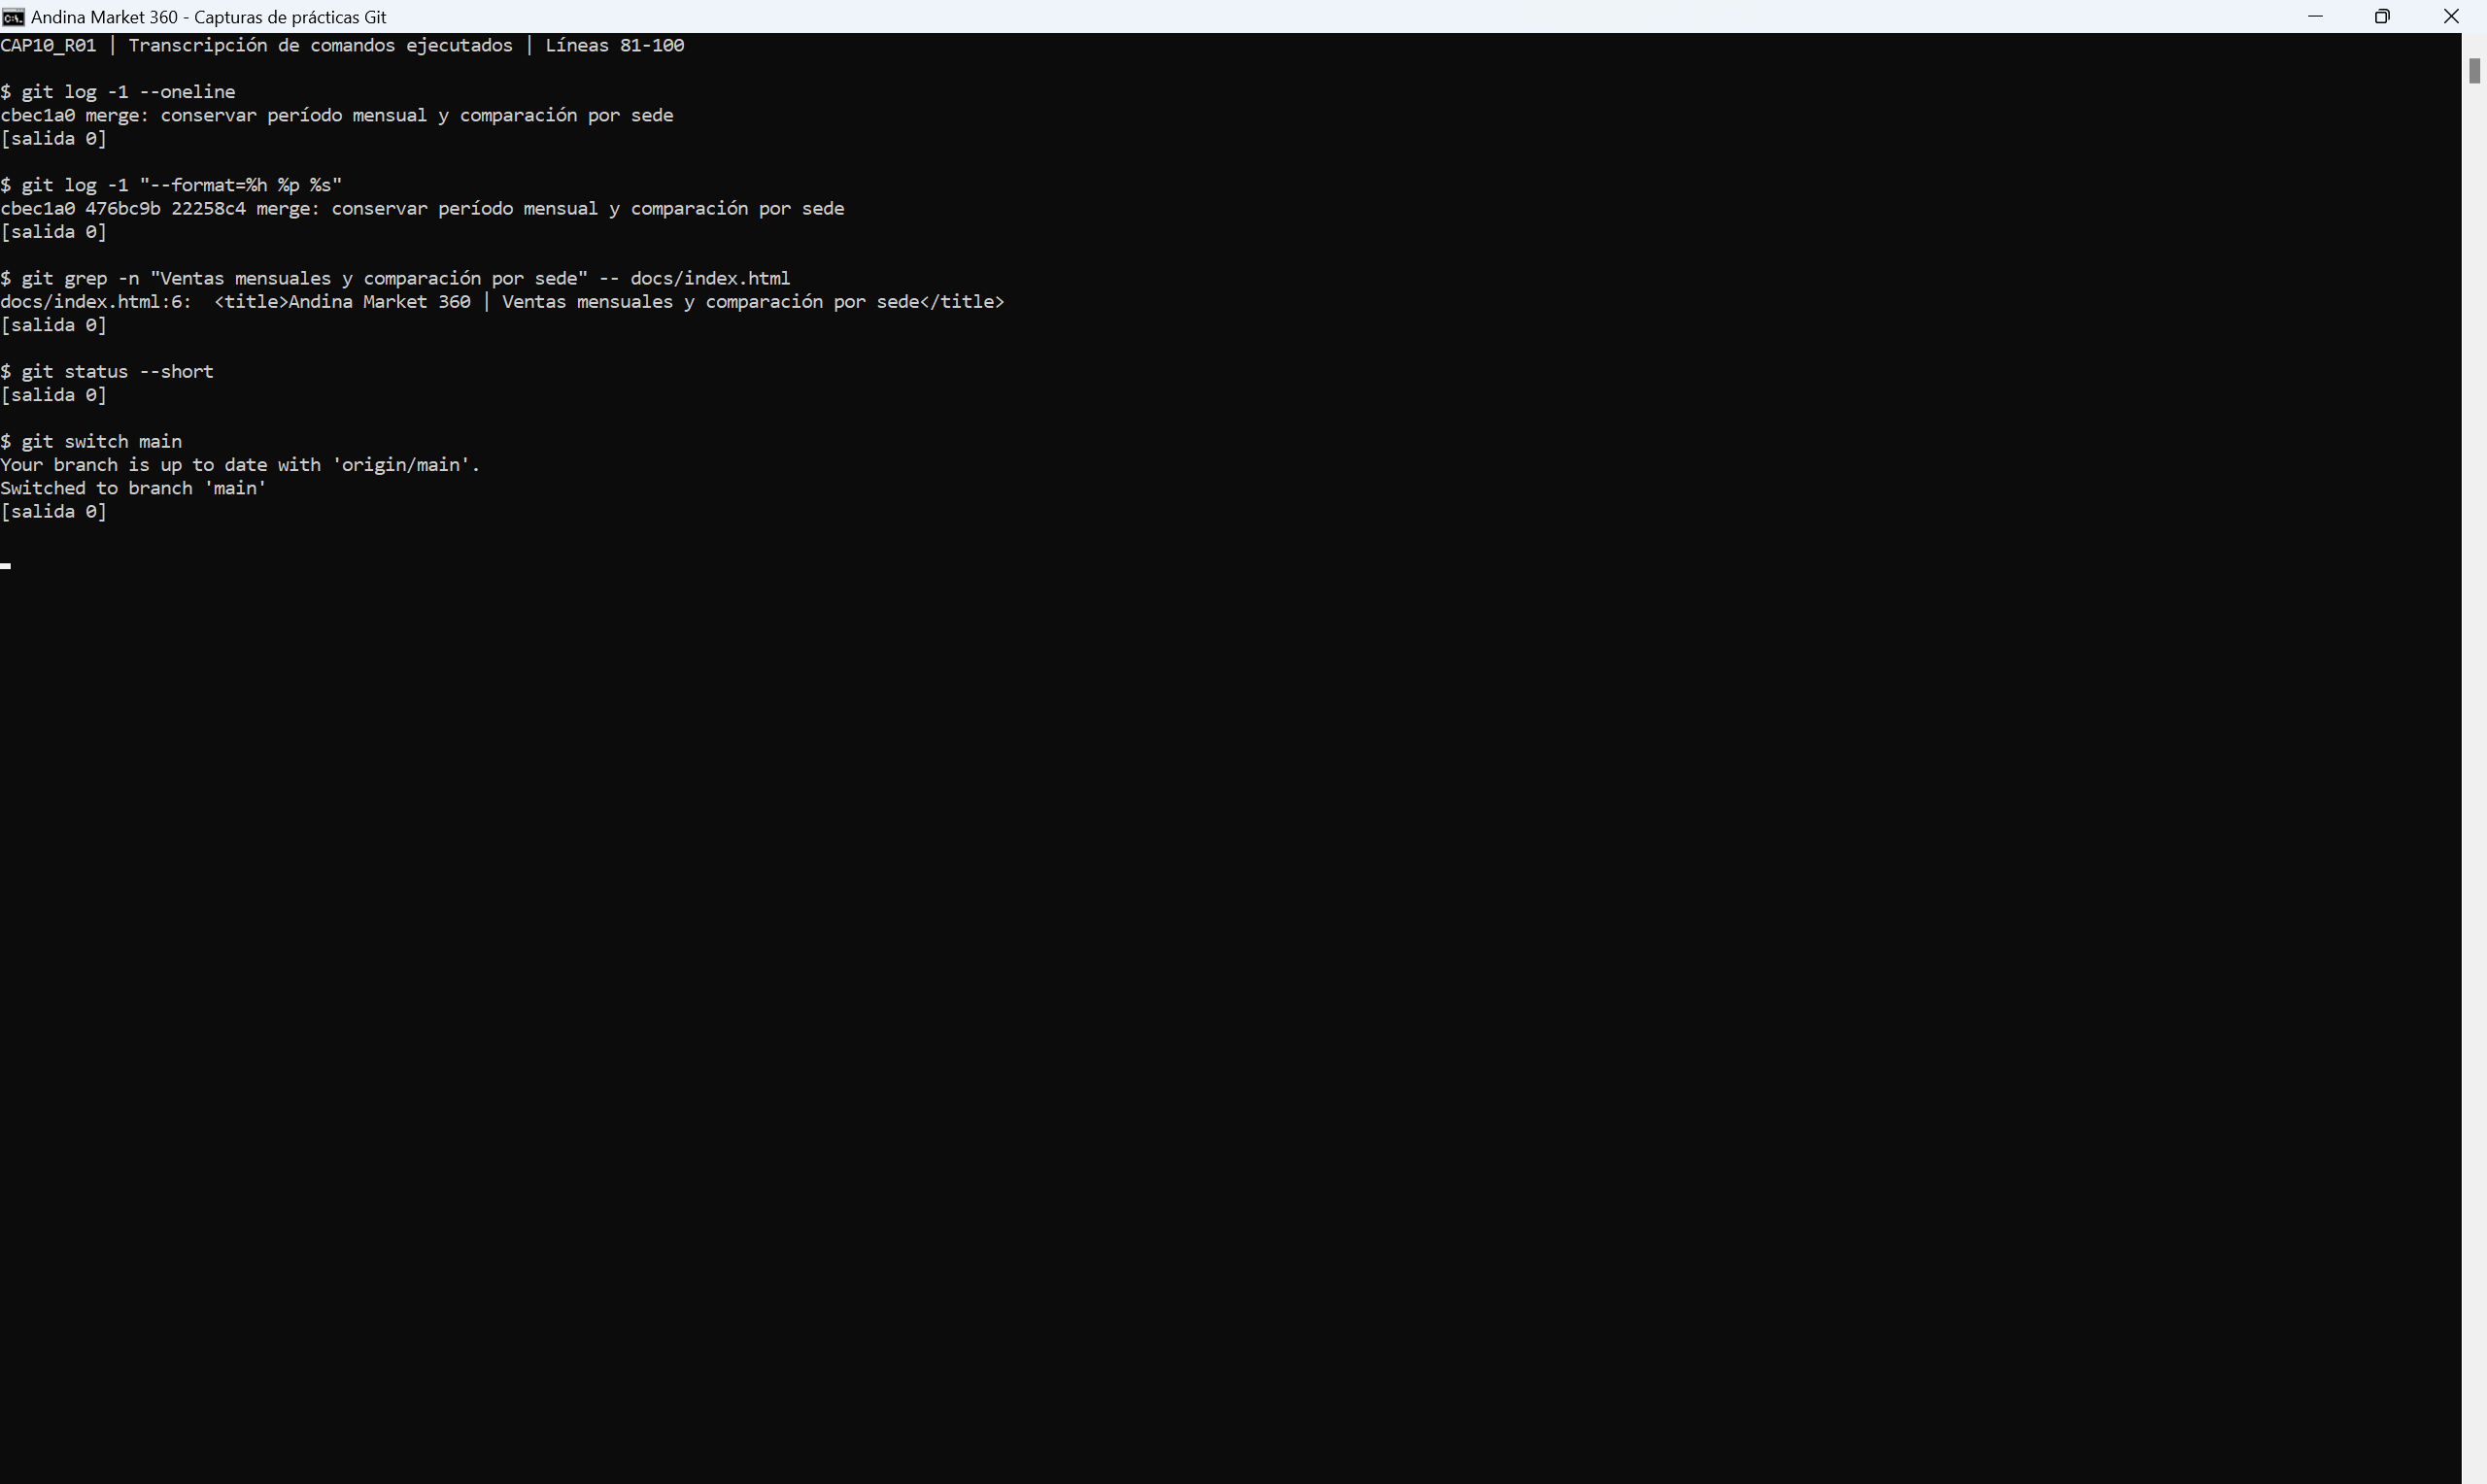 Andina Market 360 - Capturas de prácticas Git
CAP10_R01 | Transcripción de comandos ejecutados | Líneas 81-100
$ git log -1 --oneline
cbec1a0 merge: conservar período mensual y comparación por sede
[salida 0]
$ git log -1 "--format=%h %p %s"
cbec1a0 476bc9b 22258c4 merge: conservar período mensual y comparación por sede
[salida 0]
$ git grep -n "Ventas mensuales y comparación por sede" -- docs/index.html
docs/index.html:6:  <title>Andina Market 360 | Ventas mensuales y comparación por sede</title>
[salida 0]
$ git status --short
[salida 0]
$ git switch main
Your branch is up to date with 'origin/main'.
Switched to branch 'main'
[salida 0]